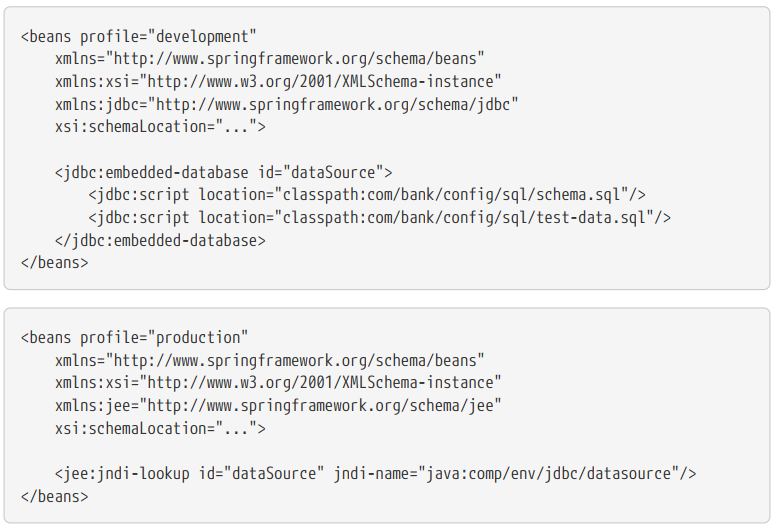 <beans profile="development"
    xmlns="http://www.springframework.org/schema/beans"
    xmlns:xsi="http://www.w3.org/2001/XMLSchema-instance"
    xmlns:jdbc="http://www.springframework.org/schema/jdbc"
    xsi:schemaLocation="...">

    <jdbc:embedded-database id="dataSource">
        <jdbc:script location="classpath:com/bank/config/sql/schema.sql"/>
        <jdbc:script location="classpath:com/bank/config/sql/test-data.sql"/>
    </jdbc:embedded-database>
</beans>

<beans profile="production"
    xmlns="http://www.springframework.org/schema/beans"
    xmlns:xsi="http://www.w3.org/2001/XMLSchema-instance"
    xmlns:jee="http://www.springframework.org/schema/jee"
    xsi:schemaLocation="...">

    <jee:jndi-lookup id="dataSource" jndi-name="java:comp/env/jdbc/datasource"/>
</beans>